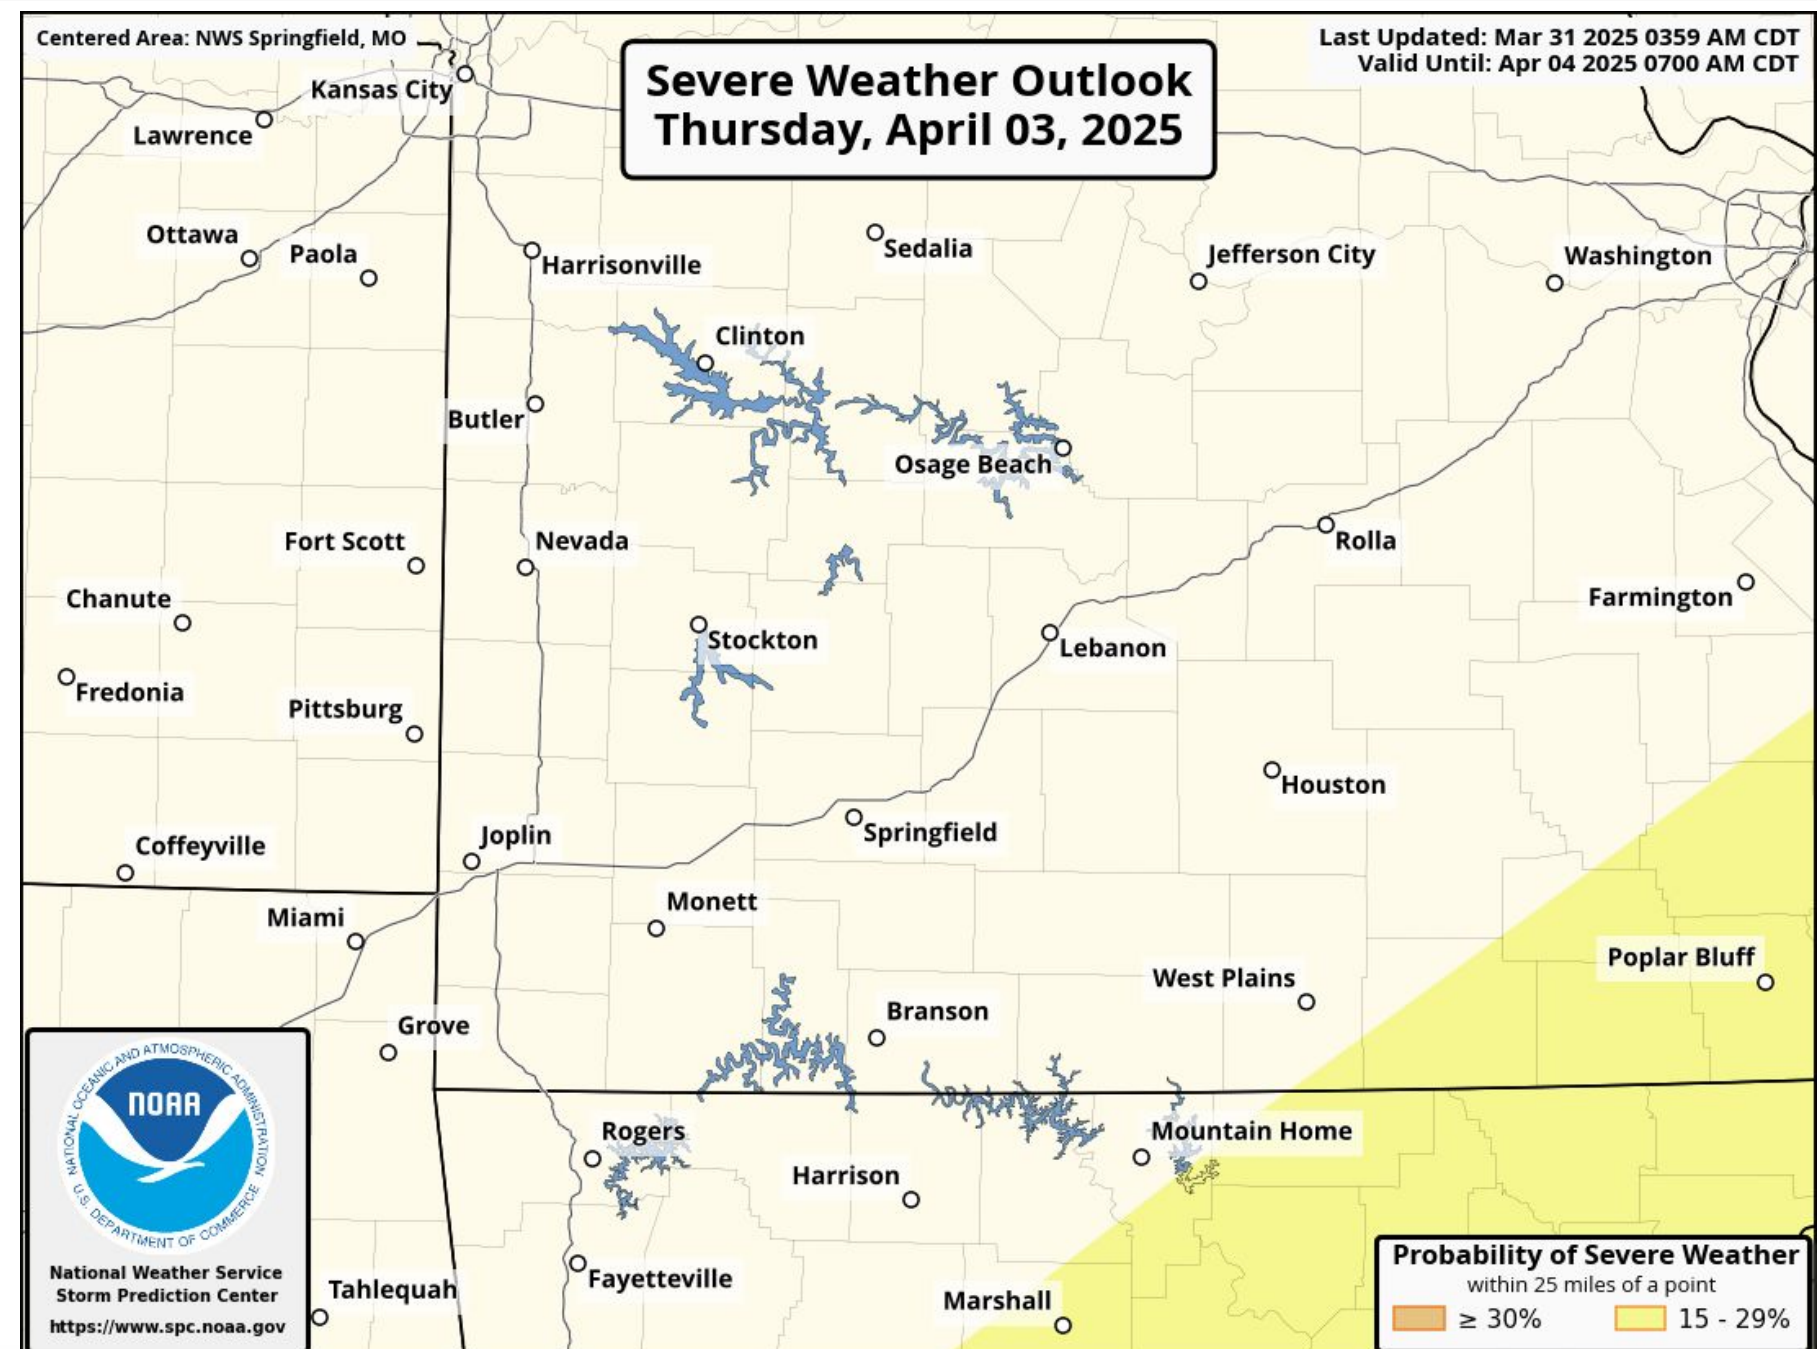 Centered Area: NWS Springfield, MO
Last Updated: Mar 31 2025 0359 AM CDT
Valid Until: Apr 04 2025 0700 AM CDT
Severe Weather Outlook
Thursday, April 03, 2025
Kansas City
Lawrence
Ottawa
Paola
Harrisonville
Sedalia
Jefferson City
Washington
Clinton
Butler
Osage Beach
Fort Scott
Nevada
Rolla
Chanute
Farmington
Stockton
Lebanon
Fredonia
Pittsburg
Houston
Coffeyville
Joplin
Springfield
Miami
Monett
Poplar Bluff
West Plains
Grove
Branson
Rogers
Mountain Home
Harrison
Fayetteville
Tahlequah
Marshall
NATIONAL OCEANIC AND ATMOSPHERIC ADMINISTRATION
NOAA
U.S. DEPARTMENT OF COMMERCE
National Weather Service
Storm Prediction Center
https://www.spc.noaa.gov
Probability of Severe Weather
within 25 miles of a point
≥ 30%
15 - 29%